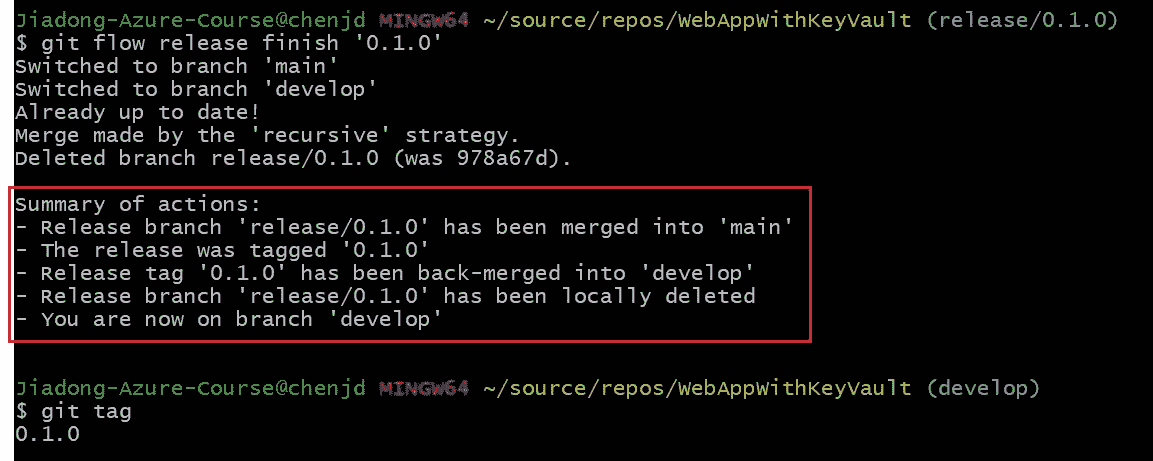 Jiadong-Azure-Course@chenjd MINGW64 ~/source/repos/WebAppWithKeyVault (release/0.1.0)
$ git flow release finish '0.1.0'
Switched to branch 'main'
Switched to branch 'develop'
Already up to date!
Merge made by the 'recursive' strategy.
Deleted branch release/0.1.0 (was 978a67d).
Summary of actions:
- Release branch 'release/0.1.0' has been merged into 'main'
- The release was tagged '0.1.0'
- Release tag '0.1.0' has been back-merged into 'develop'
- Release branch 'release/0.1.0' has been locally deleted
- You are now on branch 'develop'
Jiadong-Azure-Course@chenjd MINGW64 ~/source/repos/WebAppWithKeyVault (develop)
$ git tag
0.1.0